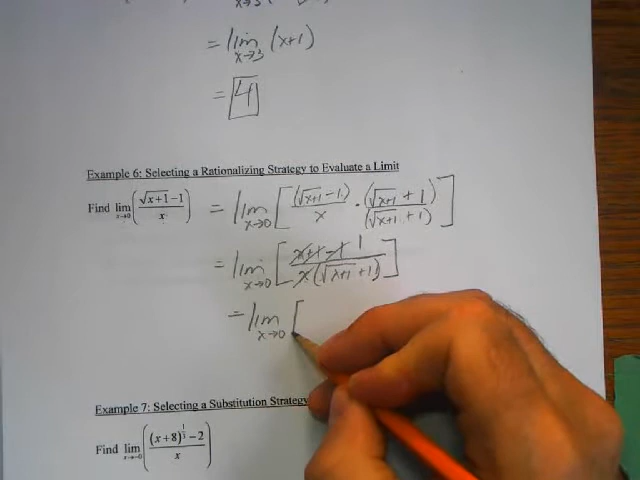 x→3
= lim (x+1)
x→3
= 4
Example 6: Selecting a Rationalizing Strategy to Evaluate a Limit
Find lim x→0 ( (√x+1 − 1) / x ) = lim x→0 [ (√x+1 − 1) / x · (√x+1 + 1) / (√x+1 + 1) ]
= lim x→0 [ x+1 − 1 1 / x(√x+1 + 1) ]
= lim x→0 [
Example 7: Selecting a Substitution Strategy
Find lim x→0 ( ((x+8)^(1/3) − 2) / x )